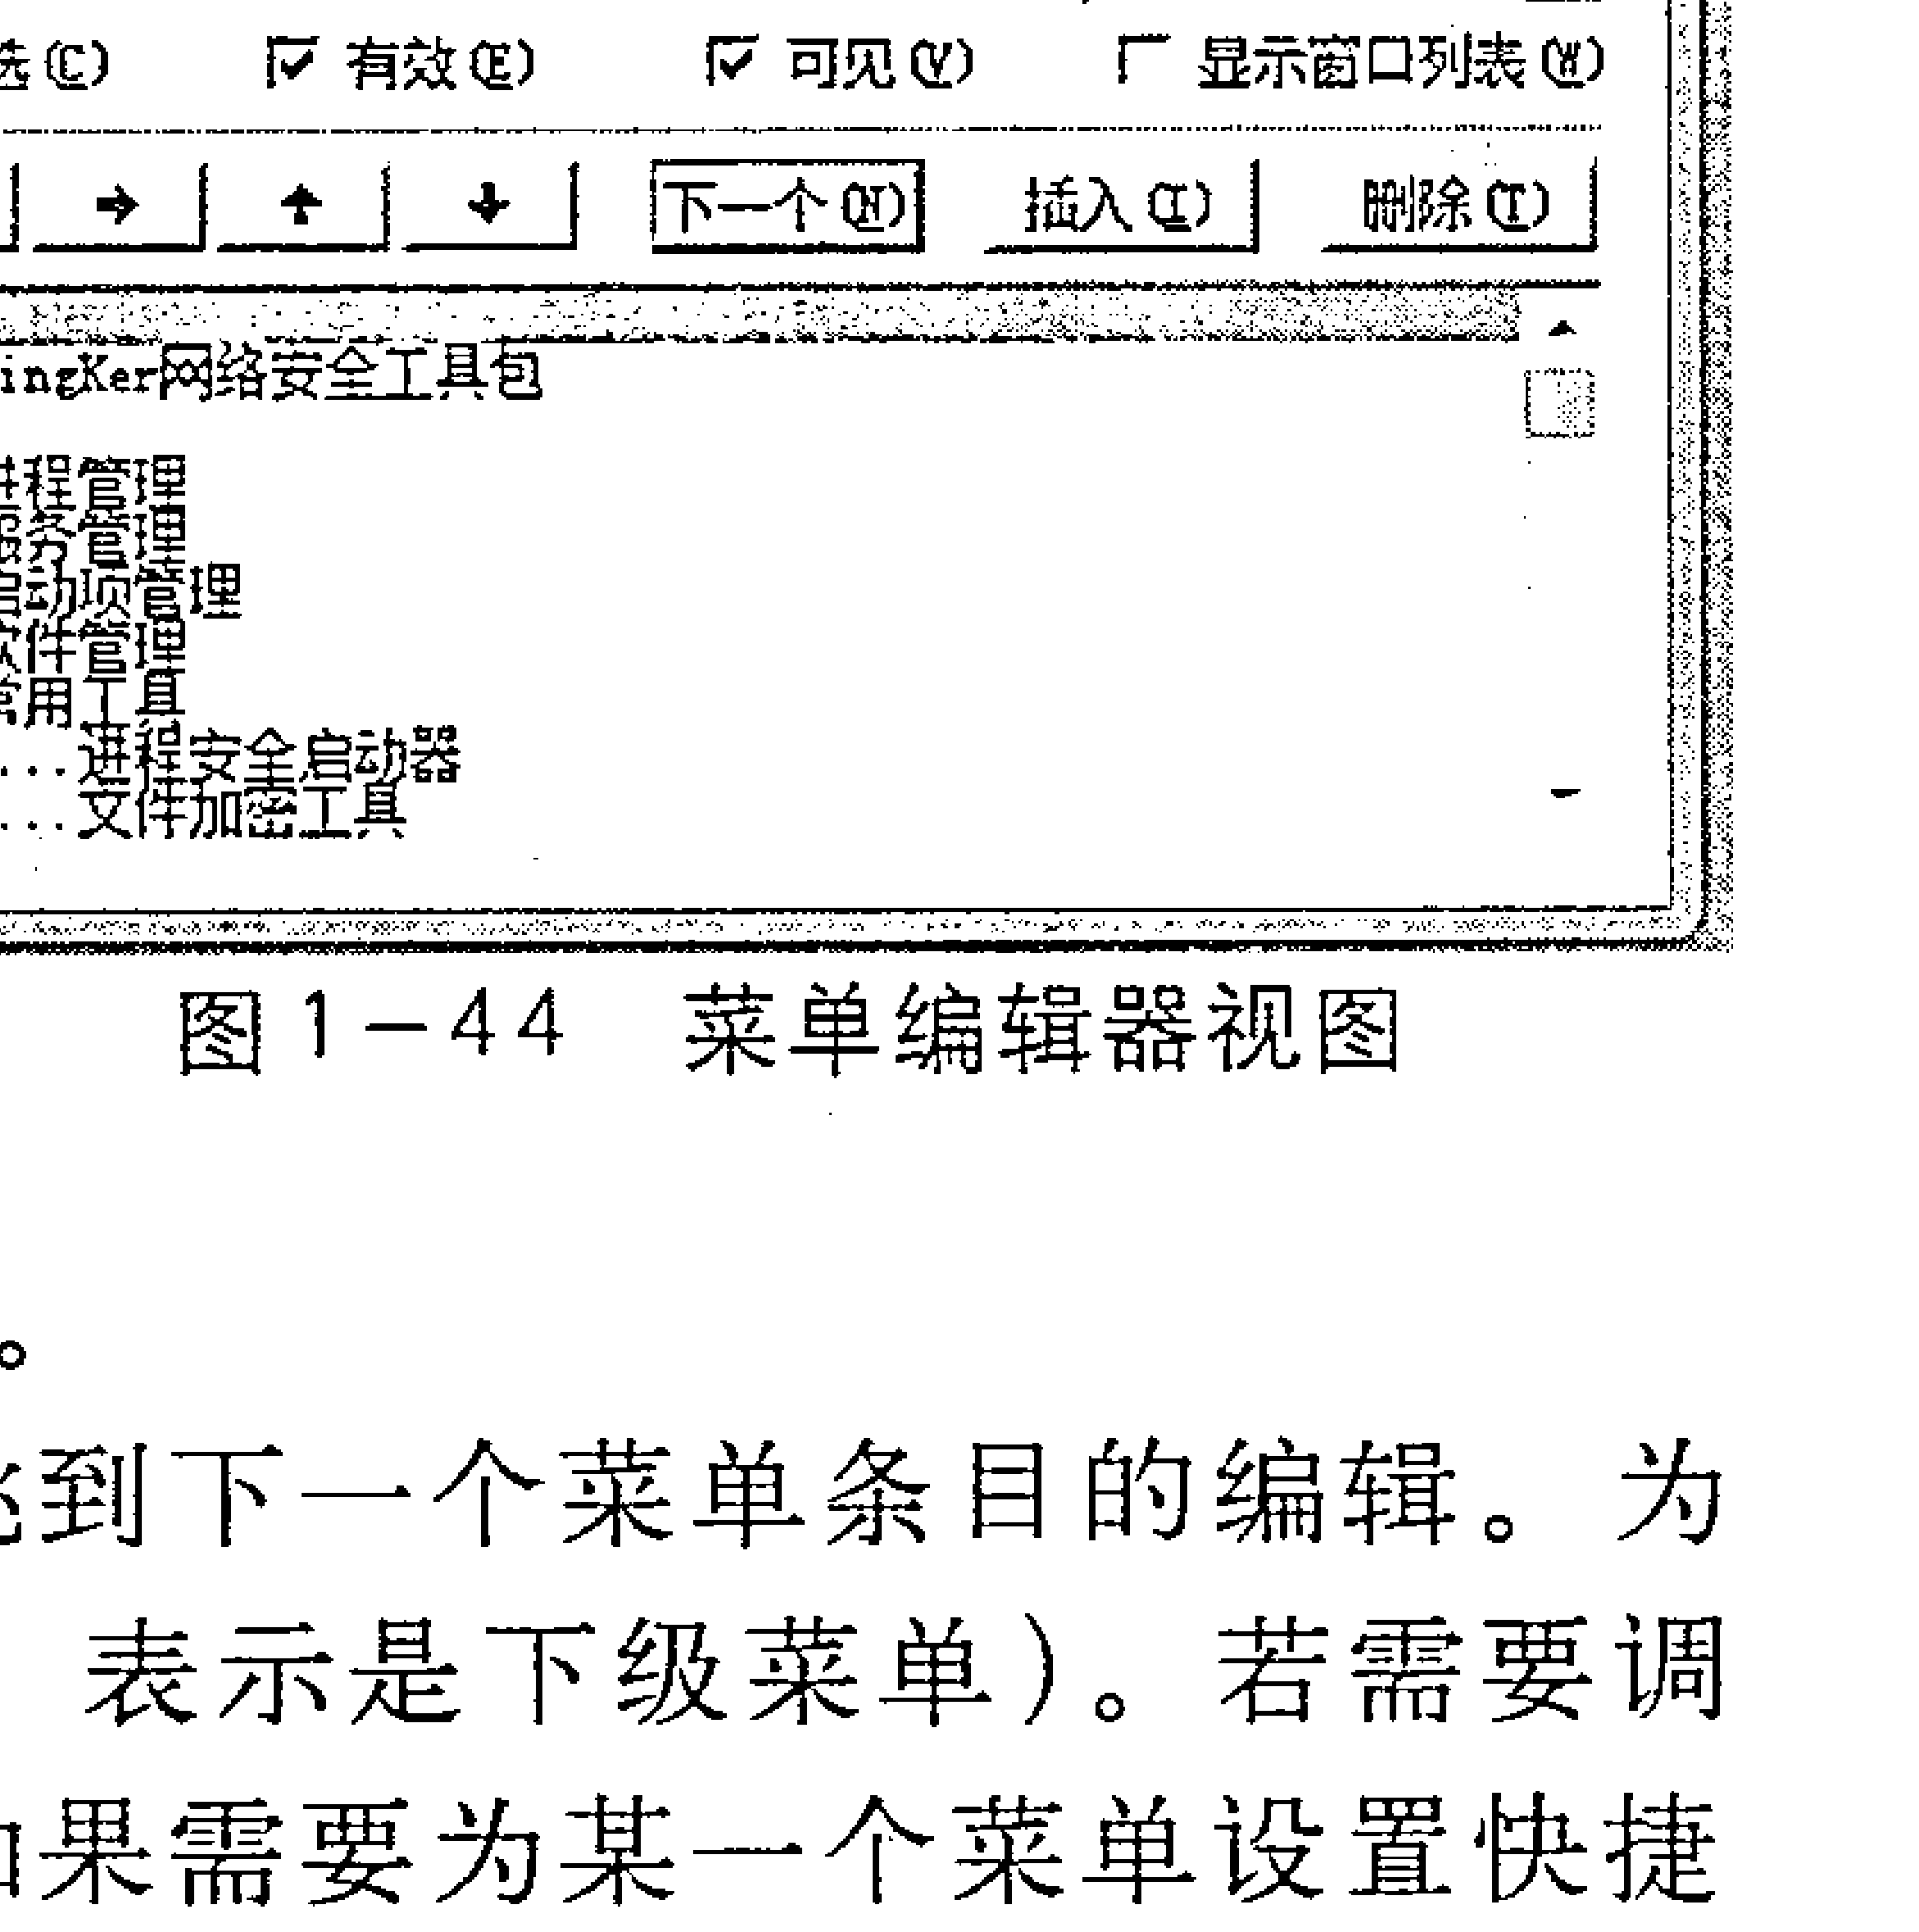 选(C) 有效(E) 可见(V) 显示窗口列表(W)
下一个(N) 插入(I) 删除(T)
ingKer网络安全工具包
进程管理
服务管理
启动项管理
软件管理
常用工具
...进程安全启动器
...文件加密工具
图1-44 菜单编辑器视图
。
到下一个菜单条目的编辑。为
表示是下级菜单)。若需要调
如果需要为某一个菜单设置快捷